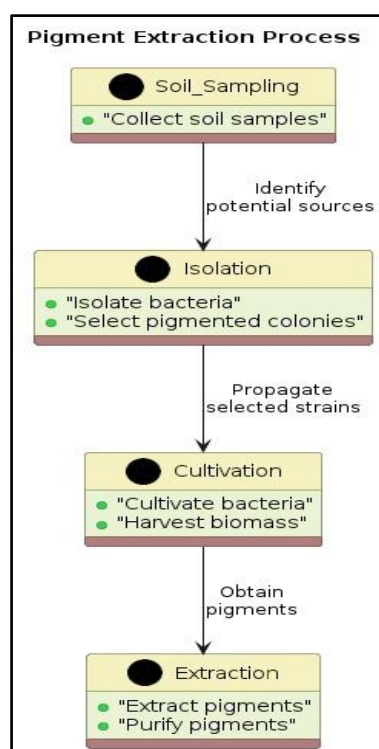 Pigment Extraction Process
Soil_Sampling
"Collect soil samples"
Identify
potential sources
Isolation
"Isolate bacteria"
"Select pigmented colonies"
Propagate
selected strains
Cultivation
"Cultivate bacteria"
"Harvest biomass"
Obtain
pigments
Extraction
"Extract pigments"
"Purify pigments"